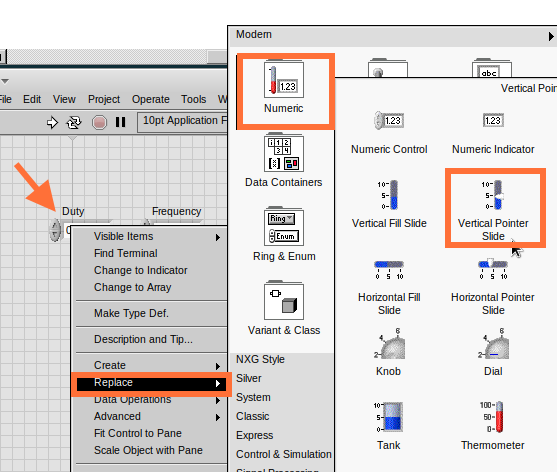 Modern
File Edit View Project Operate Tools
10pt Application F
1.23
Numeric
abc
Vertical Poin
1.23
Numeric Control
1.23
Numeric Indicator
Data Containers
10-
5-
0-
Vertical Fill Slide
10-
5-
0-
Vertical Pointer
Slide
Duty
Frequency
Ring
Enum
Ring & Enum
0 5 10
Horizontal Fill
Slide
0 5 10
Horizontal Pointer
Slide
Variant & Class
2 4 6
Knob
2 4 6
Dial
Visible Items
Find Terminal
Change to Indicator
Change to Array
Make Type Def.
Description and Tip...
Create
Replace
Data Operations
Advanced
Fit Control to Pane
Scale Object with Pane
NXG Style
Silver
System
Classic
Express
Control & Simulation
Signal Processing
10-
5-
0-
Tank
100-
50-
0-
Thermometer